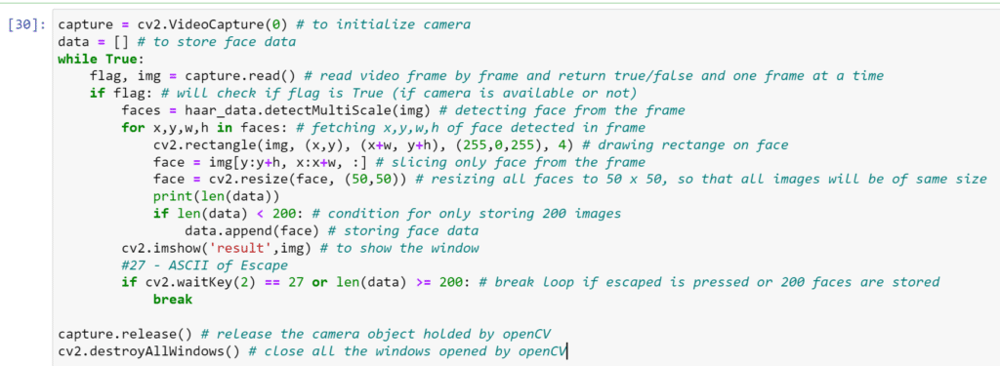 [30]: capture = cv2.VideoCapture(0) # to initialize camera
data = [] # to store face data
while True:
    flag, img = capture.read() # read video frame by frame and return true/false and one frame at a time
    if flag: # will check if flag is True (if camera is available or not)
        faces = haar_data.detectMultiScale(img) # detecting face from the frame
        for x,y,w,h in faces: # fetching x,y,w,h of face detected in frame
            cv2.rectangle(img, (x,y), (x+w, y+h), (255,0,255), 4) # drawing rectange on face
            face = img[y:y+h, x:x+w, :] # slicing only face from the frame
            face = cv2.resize(face, (50,50)) # resizing all faces to 50 x 50, so that all images will be of same size
            print(len(data))
            if len(data) < 200: # condition for only storing 200 images
                data.append(face) # storing face data
        cv2.imshow('result',img) # to show the window
        #27 - ASCII of Escape
        if cv2.waitKey(2) == 27 or len(data) >= 200: # break loop if escaped is pressed or 200 faces are stored
            break

capture.release() # release the camera object holded by openCV
cv2.destroyAllWindows() # close all the windows opened by openCV